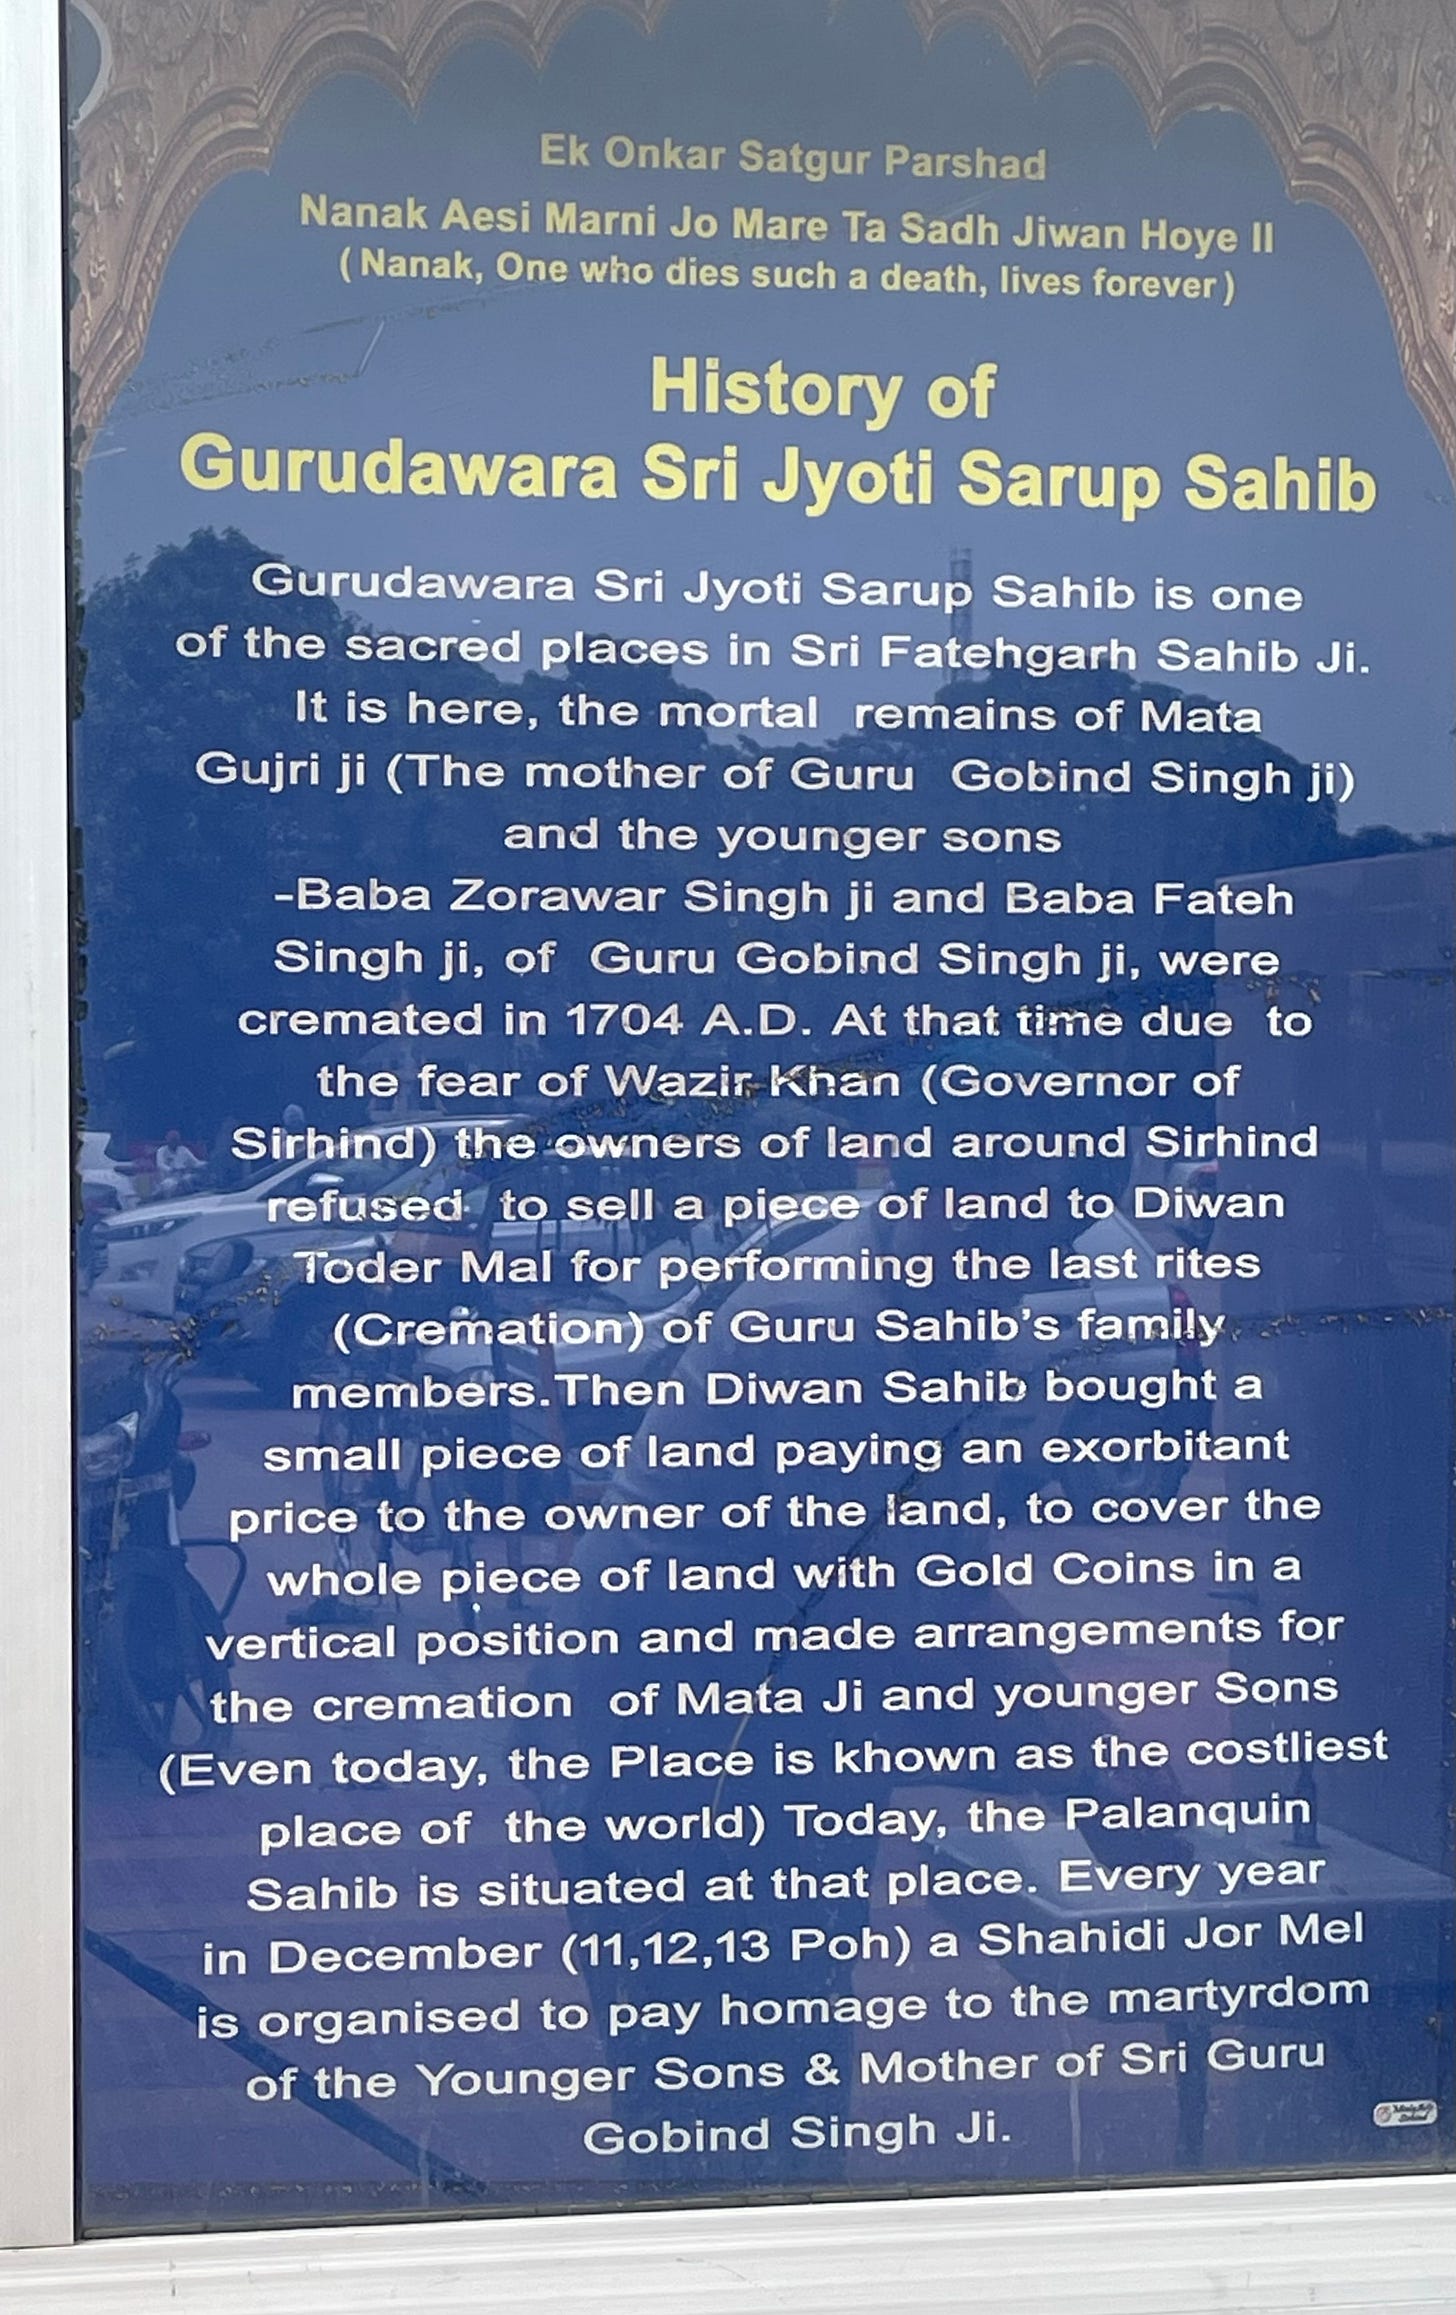 Ek Onkar Satgur Parshad
Nanak Aesi Marni Jo Mare Ta Sadh Jiwan Hoye II
( Nanak, One who dies such a death, lives forever )
History of
Gurudawara Sri Jyoti Sarup Sahib
Gurudawara Sri Jyoti Sarup Sahib is one
of the sacred places in Sri Fatehgarh Sahib Ji.
It is here, the mortal remains of Mata
Gujri ji (The mother of Guru Gobind Singh ji)
and the younger sons
-Baba Zorawar Singh ji and Baba Fateh
Singh ji, of Guru Gobind Singh ji, were
cremated in 1704 A.D. At that time due to
the fear of Wazir Khan (Governor of
Sirhind) the owners of land around Sirhind
refused to sell a piece of land to Diwan
Toder Mal for performing the last rites
(Cremation) of Guru Sahib's family
members.Then Diwan Sahib bought a
small piece of land paying an exorbitant
price to the owner of the land, to cover the
whole piece of land with Gold Coins in a
vertical position and made arrangements for
the cremation of Mata Ji and younger Sons
(Even today, the Place is khown as the costliest
place of the world) Today, the Palanquin
Sahib is situated at that place. Every year
in December (11,12,13 Poh) a Shahidi Jor Mel
is organised to pay homage to the martyrdom
of the Younger Sons & Mother of Sri Guru
Gobind Singh Ji.